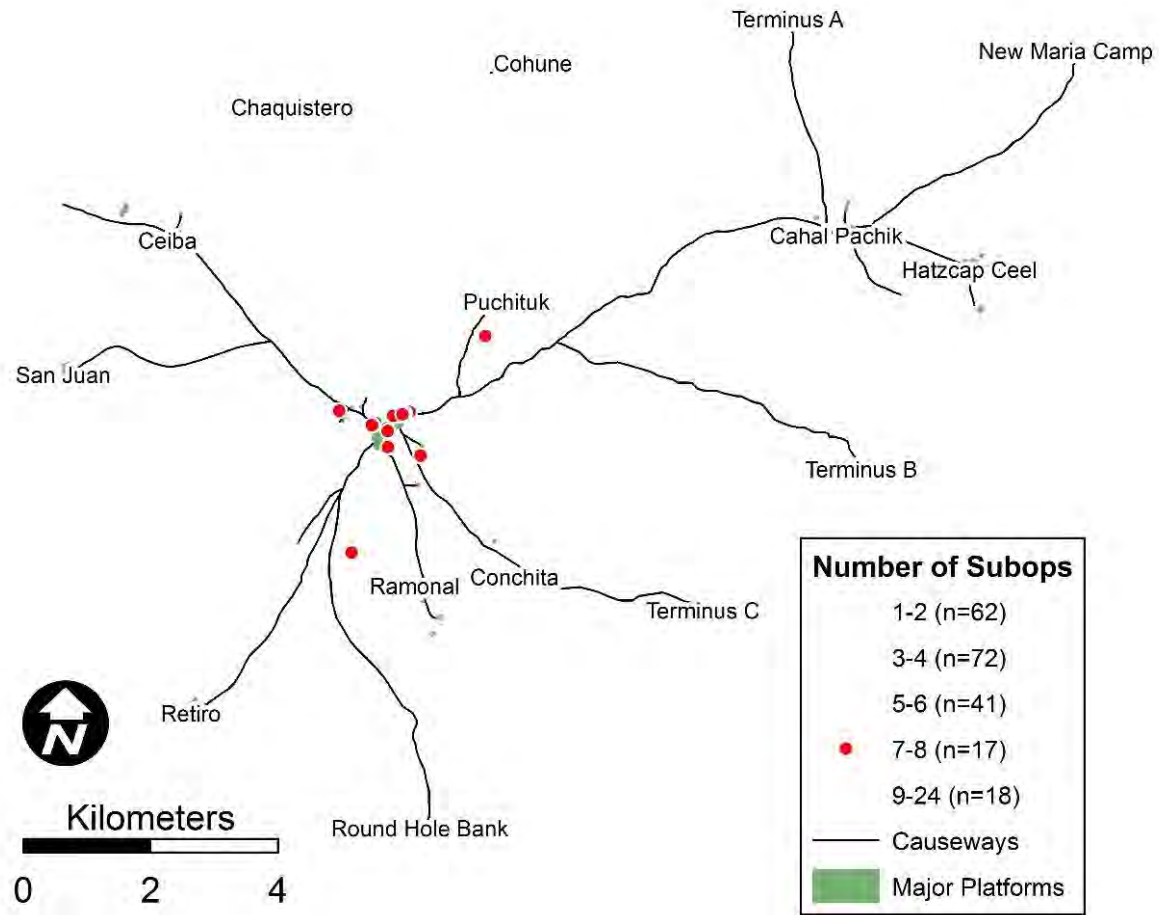 Terminus A
New Maria Camp
Cohune
Chaquistero
Ceiba
Cahal Pachik
Hatzcap Ceel
Puchituk
San Juan
Terminus B
Conchita
Ramonal
Terminus C
Retiro
Round Hole Bank
N
Kilometers
0 2 4
Number of Subops
1-2 (n=62)
3-4 (n=72)
5-6 (n=41)
7-8 (n=17)
9-24 (n=18)
Causeways
Major Platforms